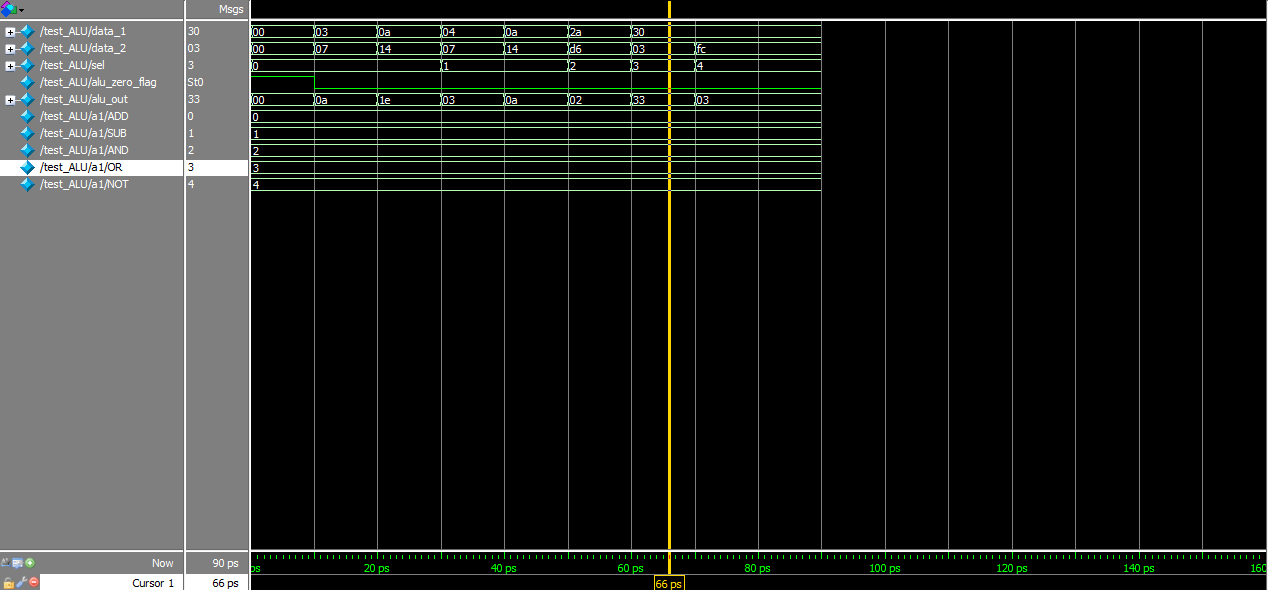 Msgs
/test_ALU/data_1 30 00 03 0a 04 0a 2a 30
/test_ALU/data_2 03 00 07 14 07 14 d6 03 fc
/test_ALU/sel 3 0 1 2 3 4
/test_ALU/alu_zero_flag St0
/test_ALU/alu_out 33 00 0a 1e 03 0a 02 33 03
/test_ALU/a1/ADD 0 0
/test_ALU/a1/SUB 1 1
/test_ALU/a1/AND 2 2
/test_ALU/a1/OR 3 3
/test_ALU/a1/NOT 4 4
Now 90 ps ps 20 ps 40 ps 60 ps 80 ps 100 ps 120 ps 140 ps 160
Cursor 1 66 ps 66 ps